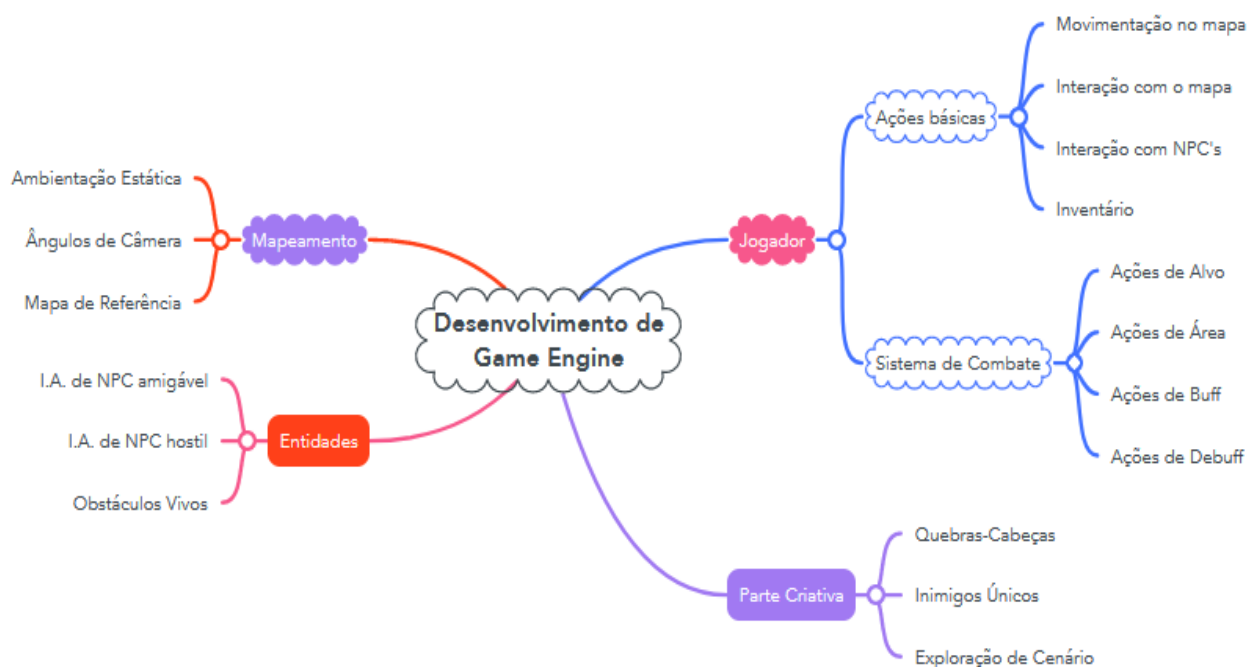 Desenvolvimento de
Game Engine
Jogador
Ações básicas
Movimentação no mapa
Interação com o mapa
Interação com NPC's
Inventário
Sistema de Combate
Ações de Alvo
Ações de Área
Ações de Buff
Ações de Debuff
Parte Criativa
Quebras-Cabeças
Inimigos Únicos
Exploração de Cenário
Mapeamento
Ambientação Estática
Ângulos de Câmera
Mapa de Referência
Entidades
I.A. de NPC amigável
I.A. de NPC hostil
Obstáculos Vivos